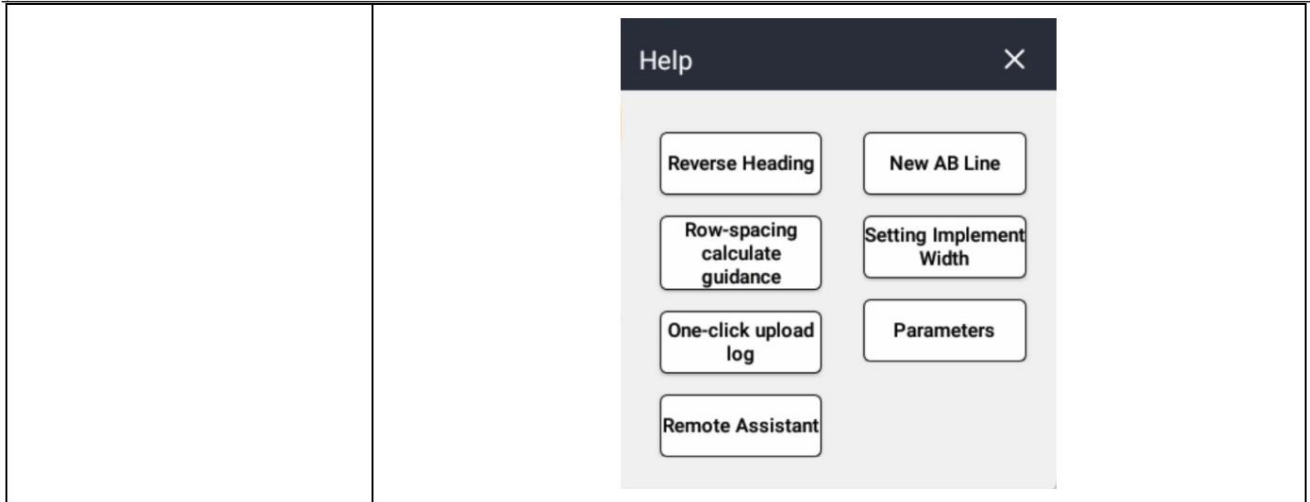 Help
Reverse Heading
New AB Line
Row-spacing
calculate
guidance
Setting Implement
Width
One-click upload
log
Parameters
Remote Assistant